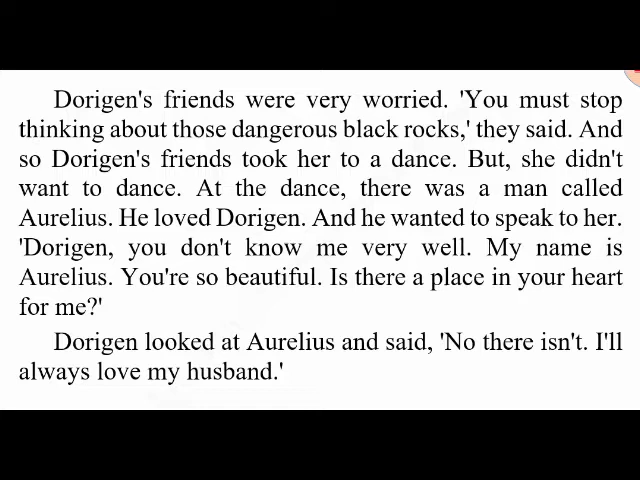 Dorigen's friends were very worried. 'You must stop
thinking about those dangerous black rocks,' they said. And
so Dorigen's friends took her to a dance. But, she didn't
want to dance. At the dance, there was a man called
Aurelius. He loved Dorigen. And he wanted to speak to her.
'Dorigen, you don't know me very well. My name is
Aurelius. You're so beautiful. Is there a place in your heart
for me?'
Dorigen looked at Aurelius and said, 'No there isn't. I'll
always love my husband.'